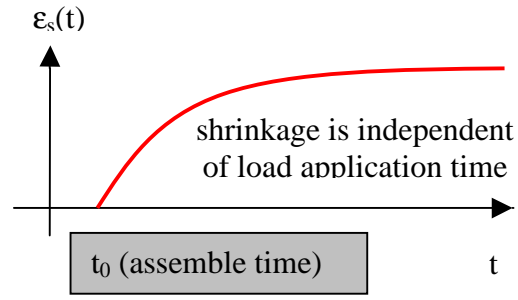 εs(t)
shrinkage is independent
of load application time
t0 (assemble time)
t